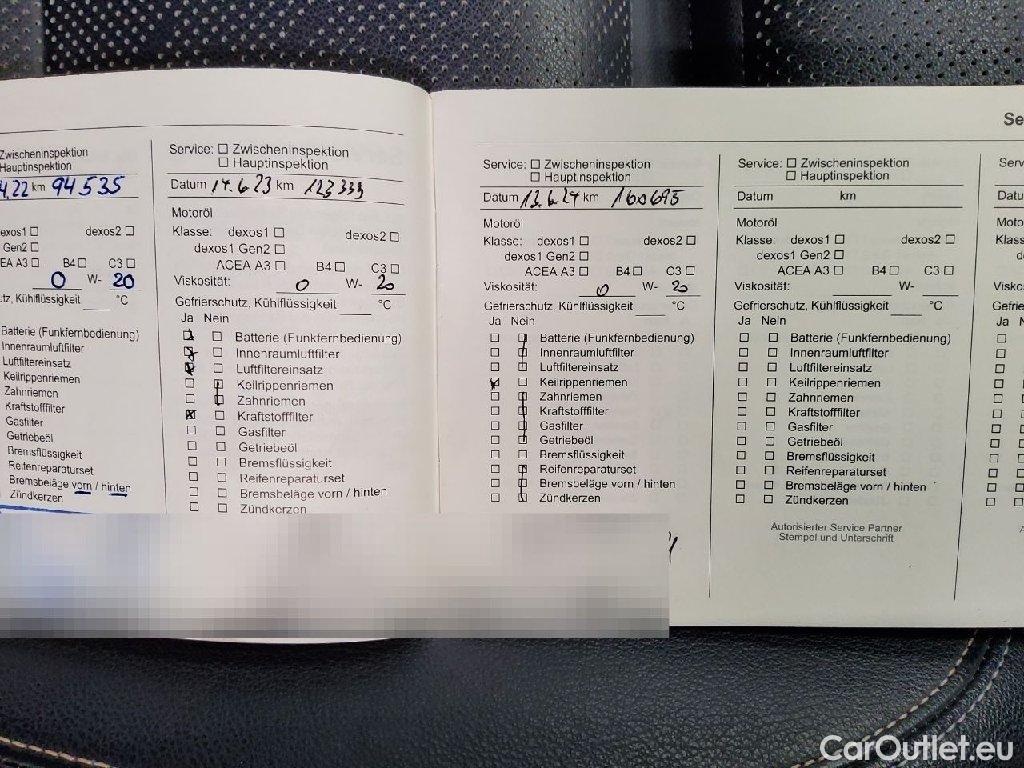 Zwischeninspektion
Hauptinspektion
4.22 km 94 535
dexos1 □ dexos2 □
Gen2 □
ACEA A3 □ B4 □ C3 □
0 W- 20
Kühlflüssigkeit °C
Batterie (Funkfernbedienung)
Innenraumluftfilter
Luftfiltereinsatz
Keilrippenriemen
Zahnriemen
Kraftstofffilter
Gasfilter
Getriebeöl
Bremsflüssigkeit
Reifenreparaturset
Bremsbeläge vorn / hinten
Zündkerzen
Service: □ Zwischeninspektion
□ Hauptinspektion
Datum 14.6.23 km 123 333
Motoröl
Klasse: dexos1 □ dexos2 □
dexos1 Gen2 □
ACEA A3 □ B4 □ C3 □
Viskosität: 0 W- 20
Gefrierschutz, Kühlflüssigkeit °C
Ja Nein
Batterie (Funkfernbedienung)
Innenraumluftfilter
Luftfiltereinsatz
Keilrippenriemen
Zahnriemen
Kraftstofffilter
Gasfilter
Getriebeöl
Bremsflüssigkeit
Reifenreparaturset
Bremsbeläge vorn / hinten
Zündkerzen
Service: □ Zwischeninspektion
□ Hauptinspektion
Datum 13.6.24 km 160695
Motoröl
Klasse: dexos1 □ dexos2 □
dexos1 Gen2 □
ACEA A3 □ B4 □ C3 □
Viskosität: 0 W- 20
Gefrierschutz, Kühlflüssigkeit °C
Ja Nein
Batterie (Funkfernbedienung)
Innenraumluftfilter
Luftfiltereinsatz
Keilrippenriemen
Zahnriemen
Kraftstofffilter
Gasfilter
Getriebeöl
Bremsflüssigkeit
Reifenreparaturset
Bremsbeläge vorn / hinten
Zündkerzen
Service: □ Zwischeninspektion
□ Hauptinspektion
Datum km
Motoröl
Klasse: dexos1 □ dexos2 □
dexos1 Gen2 □
ACEA A3 □ B4 □ C3 □
Viskosität: W-
Gefrierschutz, Kühlflüssigkeit °C
Ja Nein
Batterie (Funkfernbedienung)
Innenraumluftfilter
Luftfiltereinsatz
Keilrippenriemen
Zahnriemen
Kraftstofffilter
Gasfilter
Getriebeöl
Bremsflüssigkeit
Reifenreparaturset
Bremsbeläge vorn / hinten
Zündkerzen
Autorisierter Service Partner
Stempel und Unterschrift
CarOutlet.eu